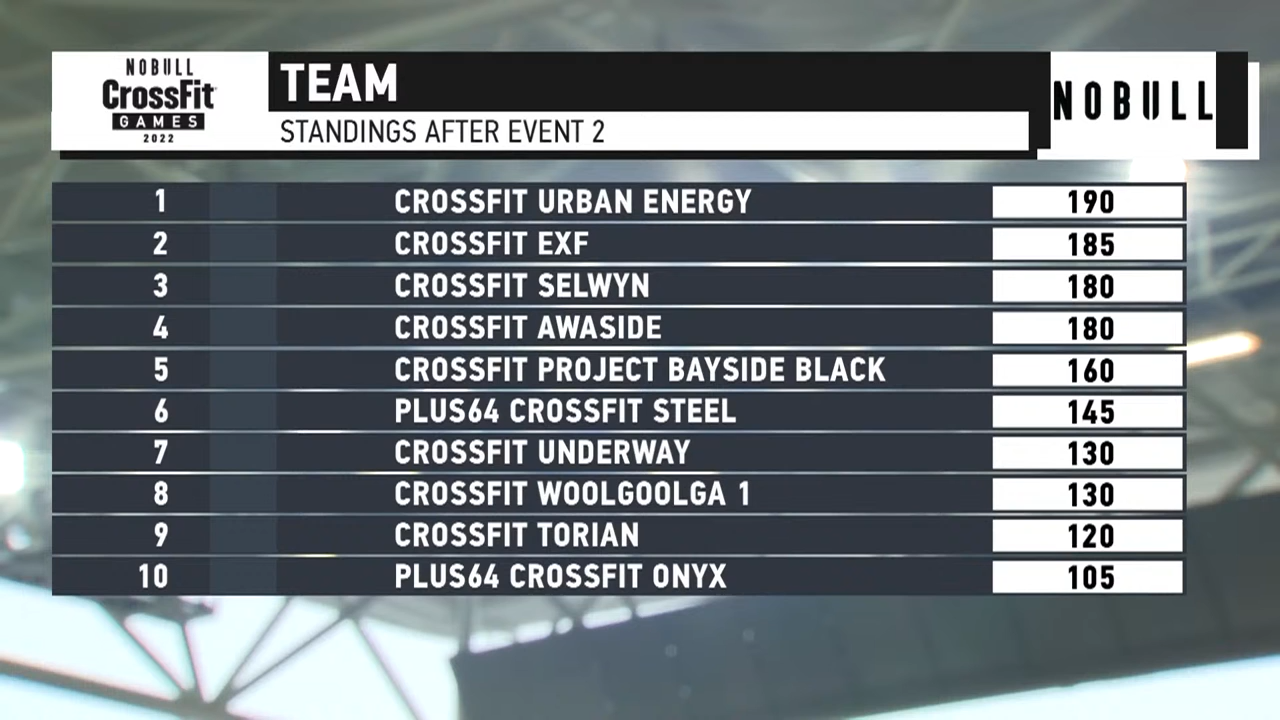 NOBULL
CrossFit
GAMES
2022
TEAM
STANDINGS AFTER EVENT 2
NOBULL
1 CROSSFIT URBAN ENERGY 190
2 CROSSFIT EXF 185
3 CROSSFIT SELWYN 180
4 CROSSFIT AWASIDE 180
5 CROSSFIT PROJECT BAYSIDE BLACK 160
6 PLUS64 CROSSFIT STEEL 145
7 CROSSFIT UNDERWAY 130
8 CROSSFIT WOOLGOOLGA 1 130
9 CROSSFIT TORIAN 120
10 PLUS64 CROSSFIT ONYX 105